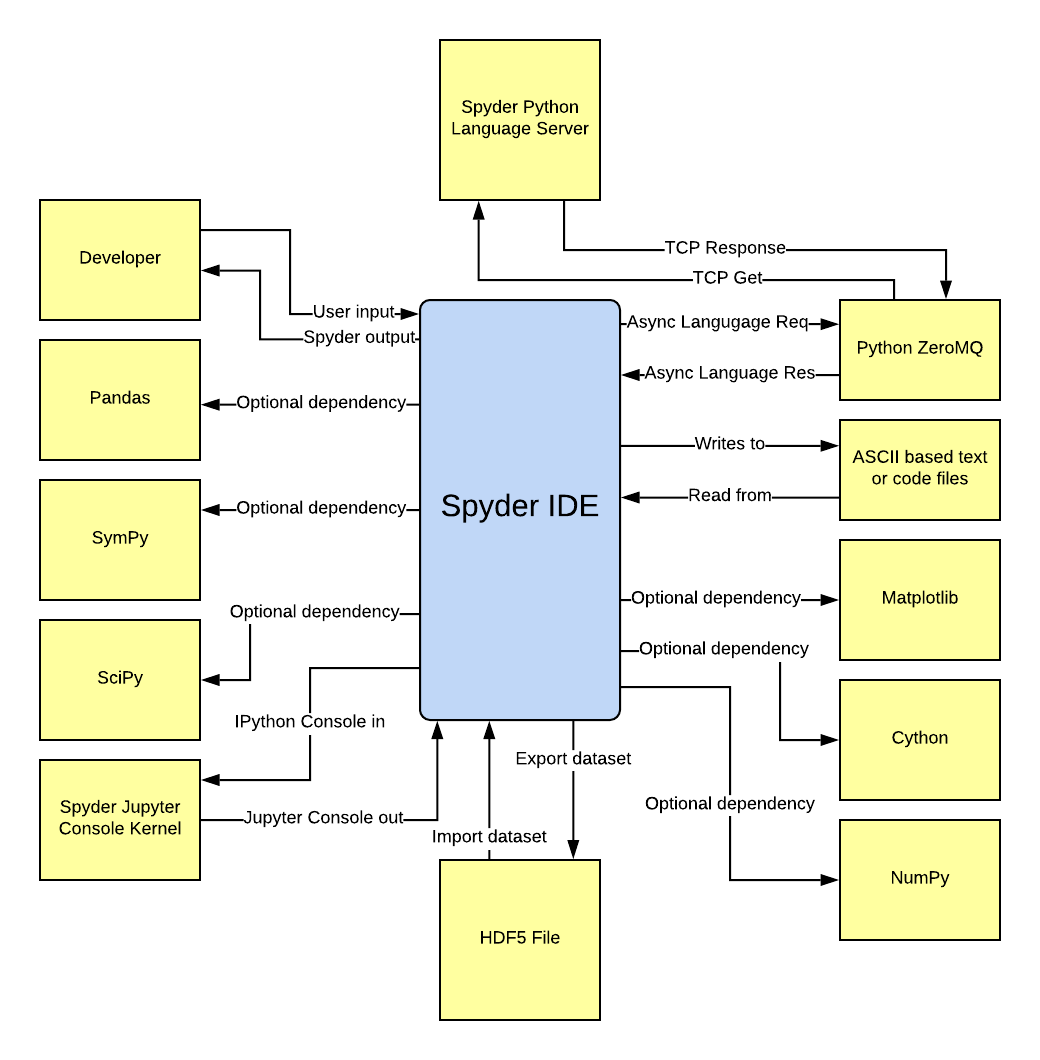 Spyder Python
Language Server
Developer
TCP Response
TCP Get
User input
Spyder output
Async Langugage Req
Async Language Res
Python ZeroMQ
Pandas
Optional dependency
Writes to
Read from
ASCII based text
or code files
Spyder IDE
SymPy
Optional dependency
Optional dependency
Matplotlib
SciPy
Optional dependency
Optional dependency
Cython
IPython Console in
Export dataset
Spyder Jupyter
Console Kernel
Jupyter Console out
Import dataset
Optional dependency
NumPy
HDF5 File